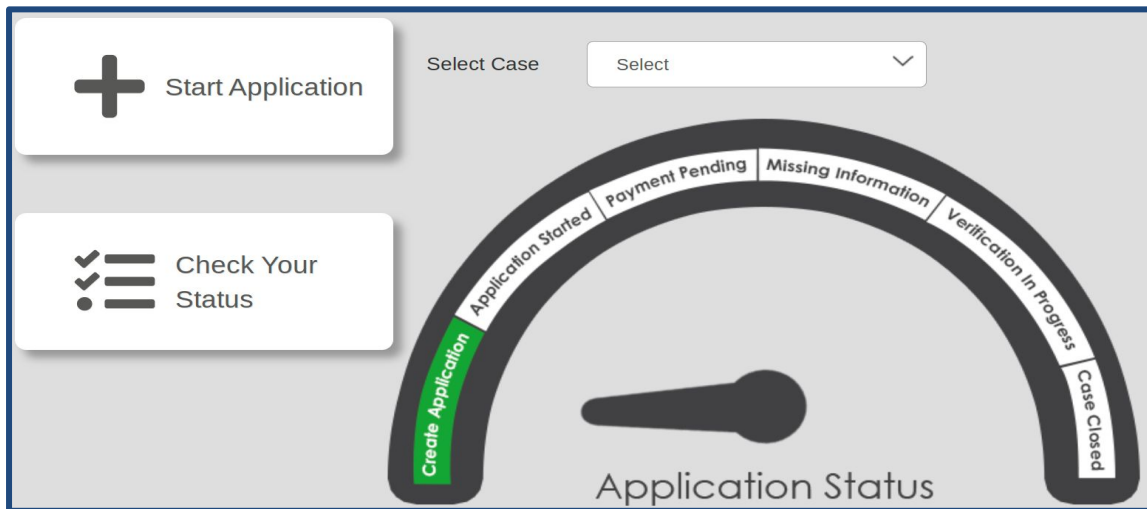 Start Application
Select Case
Select
Check Your
Status
Create Application
Application Started
Payment Pending
Missing Information
Verification In Progress
Case Closed
Application Status